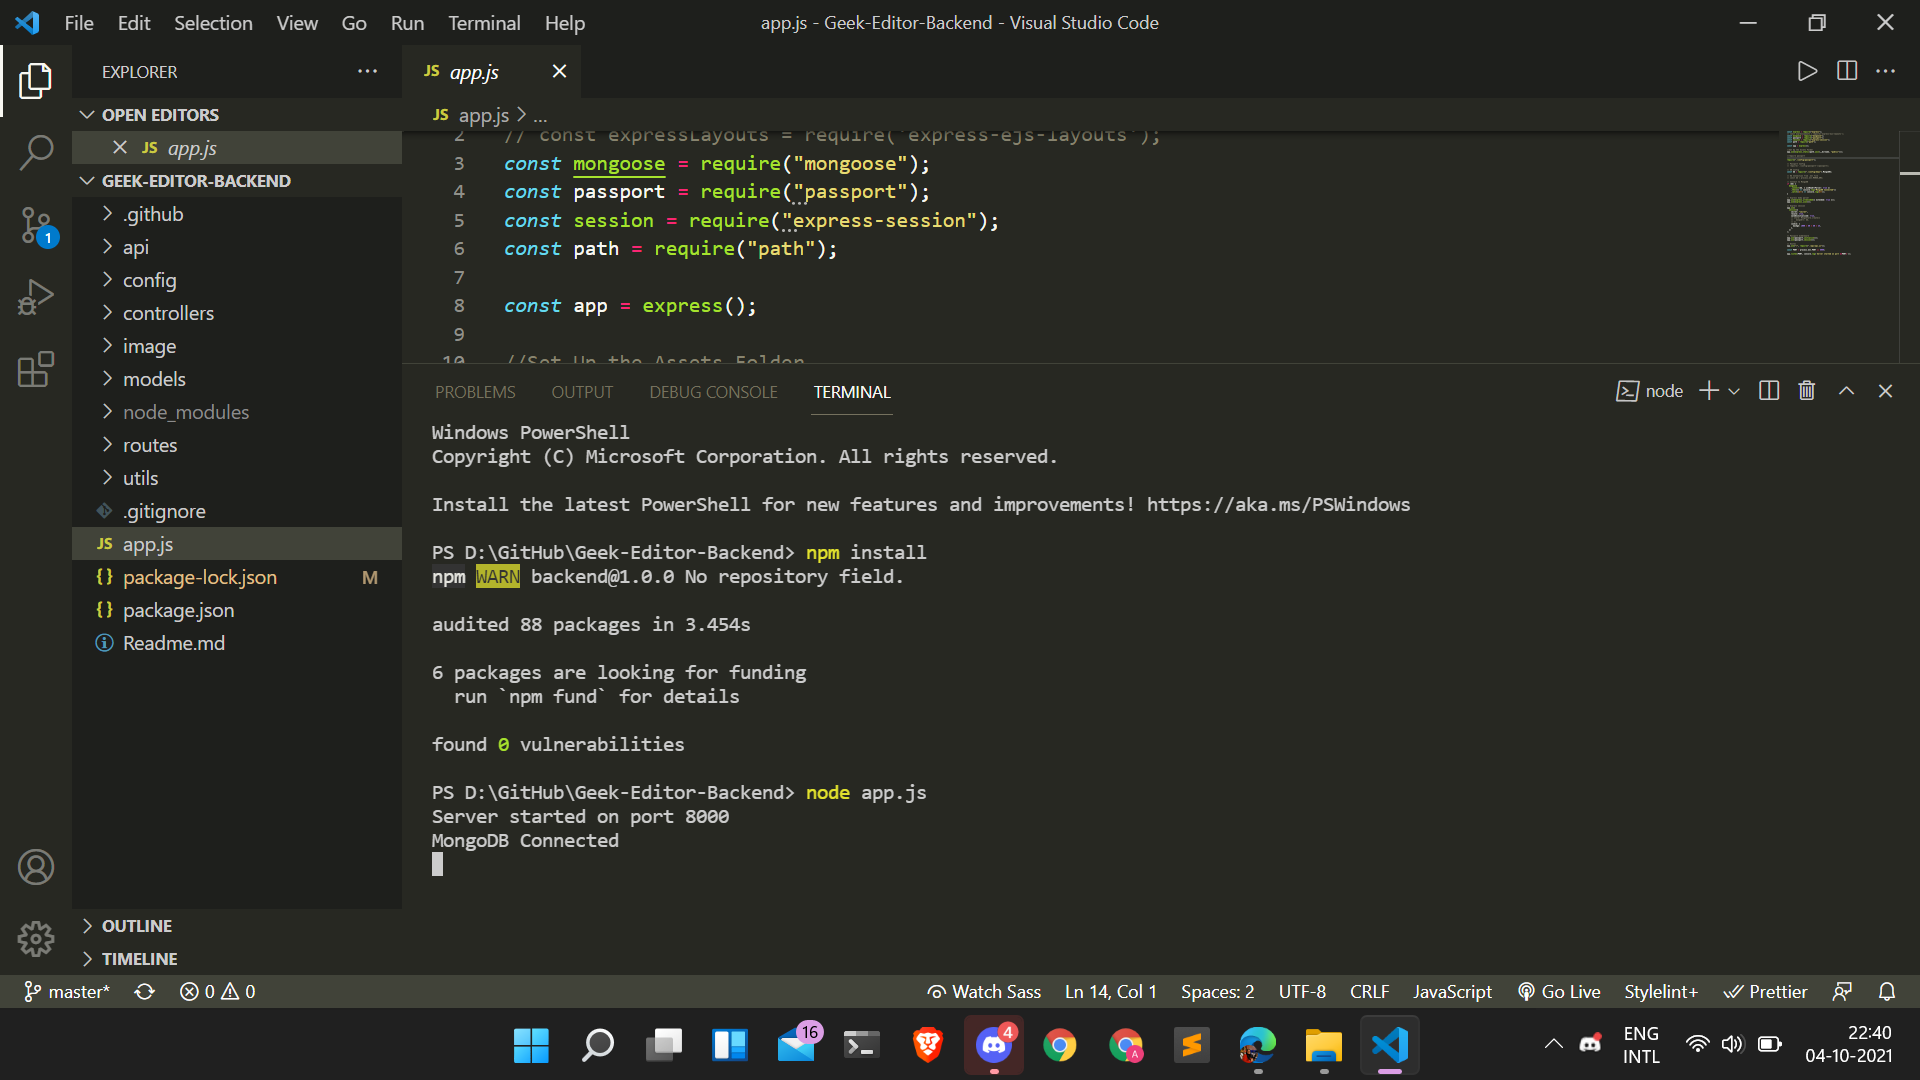 File Edit Selection View Go Run Terminal Help
app.js - Geek-Editor-Backend - Visual Studio Code
EXPLORER
OPEN EDITORS
JS app.js
GEEK-EDITOR-BACKEND
.github
api
config
controllers
image
models
node_modules
routes
utils
.gitignore
JS app.js
{} package-lock.json M
{} package.json
Readme.md
OUTLINE
TIMELINE
1
JS app.js
JS app.js > ...
2 // const expressLayouts = require(`express-ejs-layouts`);
3 const mongoose = require("mongoose");
4 const passport = require("passport");
5 const session = require("express-session");
6 const path = require("path");
7
8 const app = express();
9
10 //Set Up the Assets Folder
PROBLEMS OUTPUT DEBUG CONSOLE TERMINAL
node
Windows PowerShell
Copyright (C) Microsoft Corporation. All rights reserved.
Install the latest PowerShell for new features and improvements! https://aka.ms/PSWindows
PS D:\GitHub\Geek-Editor-Backend> npm install
npm WARN backend@1.0.0 No repository field.
audited 88 packages in 3.454s
6 packages are looking for funding
run `npm fund` for details
found 0 vulnerabilities
PS D:\GitHub\Geek-Editor-Backend> node app.js
Server started on port 8000
MongoDB Connected
master* 0 0 Watch Sass Ln 14, Col 1 Spaces: 2 UTF-8 CRLF JavaScript Go Live Stylelint+ Prettier
16
4
A
ENG
INTL
22:40
04-10-2021